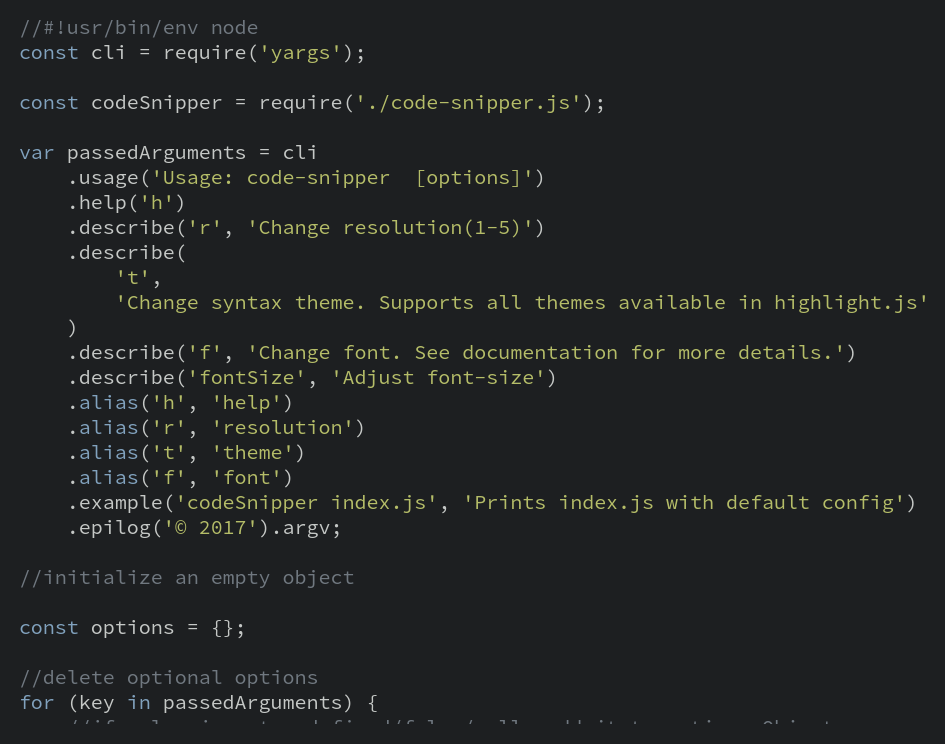 //#!usr/bin/env node
const cli = require('yargs');

const codeSnipper = require('./code-snipper.js');

var passedArguments = cli
    .usage('Usage: code-snipper  [options]')
    .help('h')
    .describe('r', 'Change resolution(1-5)')
    .describe(
        't',
        'Change syntax theme. Supports all themes available in highlight.js'
    )
    .describe('f', 'Change font. See documentation for more details.')
    .describe('fontSize', 'Adjust font-size')
    .alias('h', 'help')
    .alias('r', 'resolution')
    .alias('t', 'theme')
    .alias('f', 'font')
    .example('codeSnipper index.js', 'Prints index.js with default config')
    .epilog('© 2017').argv;

//initialize an empty object

const options = {};

//delete optional options
for (key in passedArguments) {